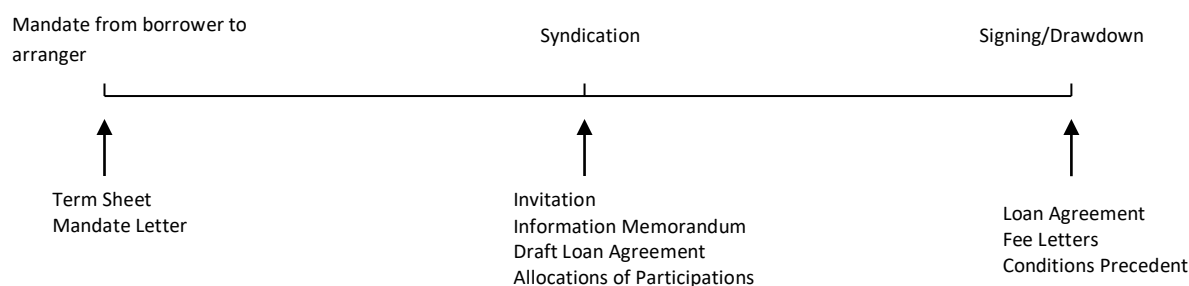 Mandate from borrower to
arranger
Syndication
Signing/Drawdown
Term Sheet
Mandate Letter
Invitation
Information Memorandum
Draft Loan Agreement
Allocations of Participations
Loan Agreement
Fee Letters
Conditions Precedent